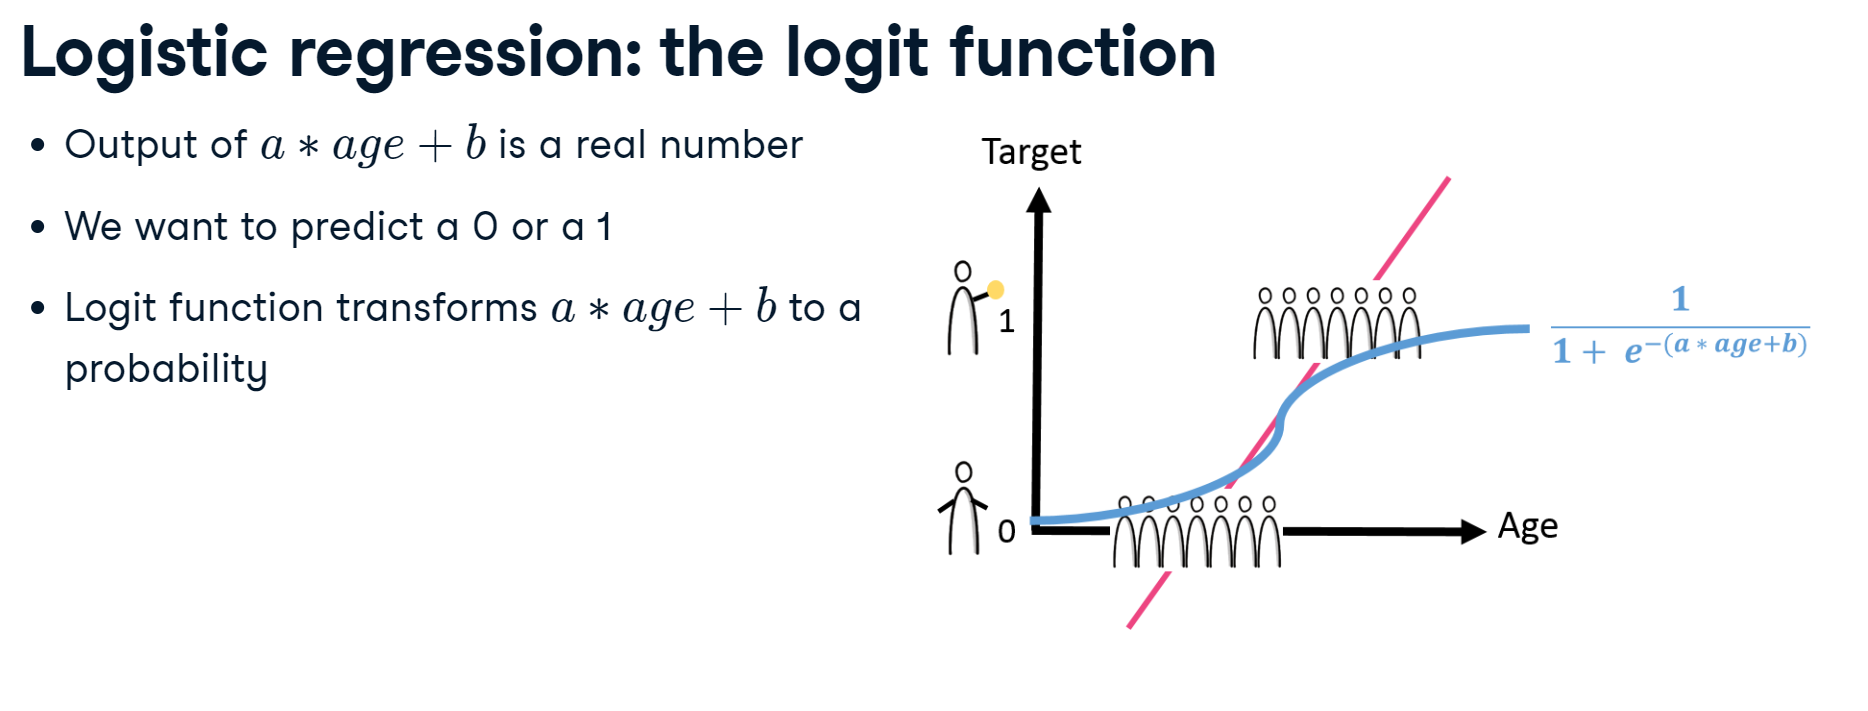 Logistic regression: the logit function
• Output of a * age + b is a real number
• We want to predict a 0 or a 1
• Logit function transforms a * age + b to a
probability
Target
1
0
Age
1
1 + e^−(a * age+b)